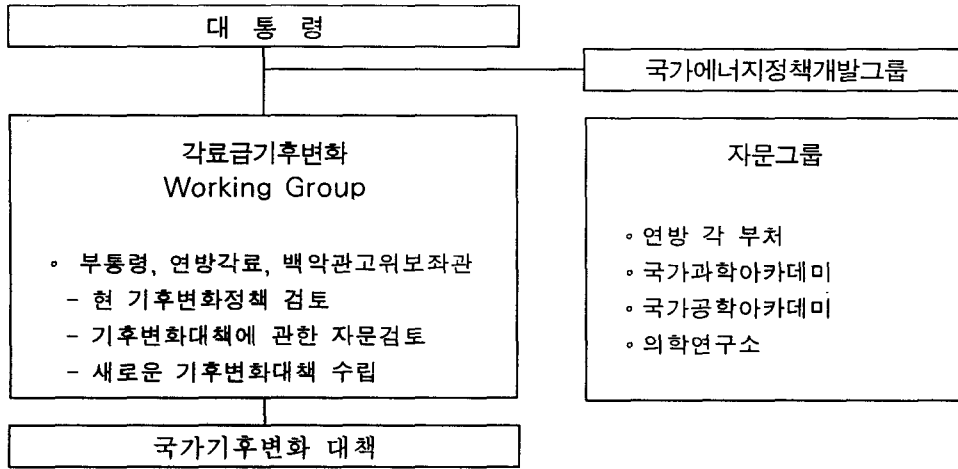 대 통 령
국가에너지정책개발그룹
각료급기후변화
Working Group
◦ 부통령, 연방각료, 백악관고위보좌관
- 현 기후변화정책 검토
- 기후변화대책에 관한 자문검토
- 새로운 기후변화대책 수립
자문그룹
◦ 연방 각 부처
◦ 국가과학아카데미
◦ 국가공학아카데미
◦ 의학연구소
국가기후변화 대책